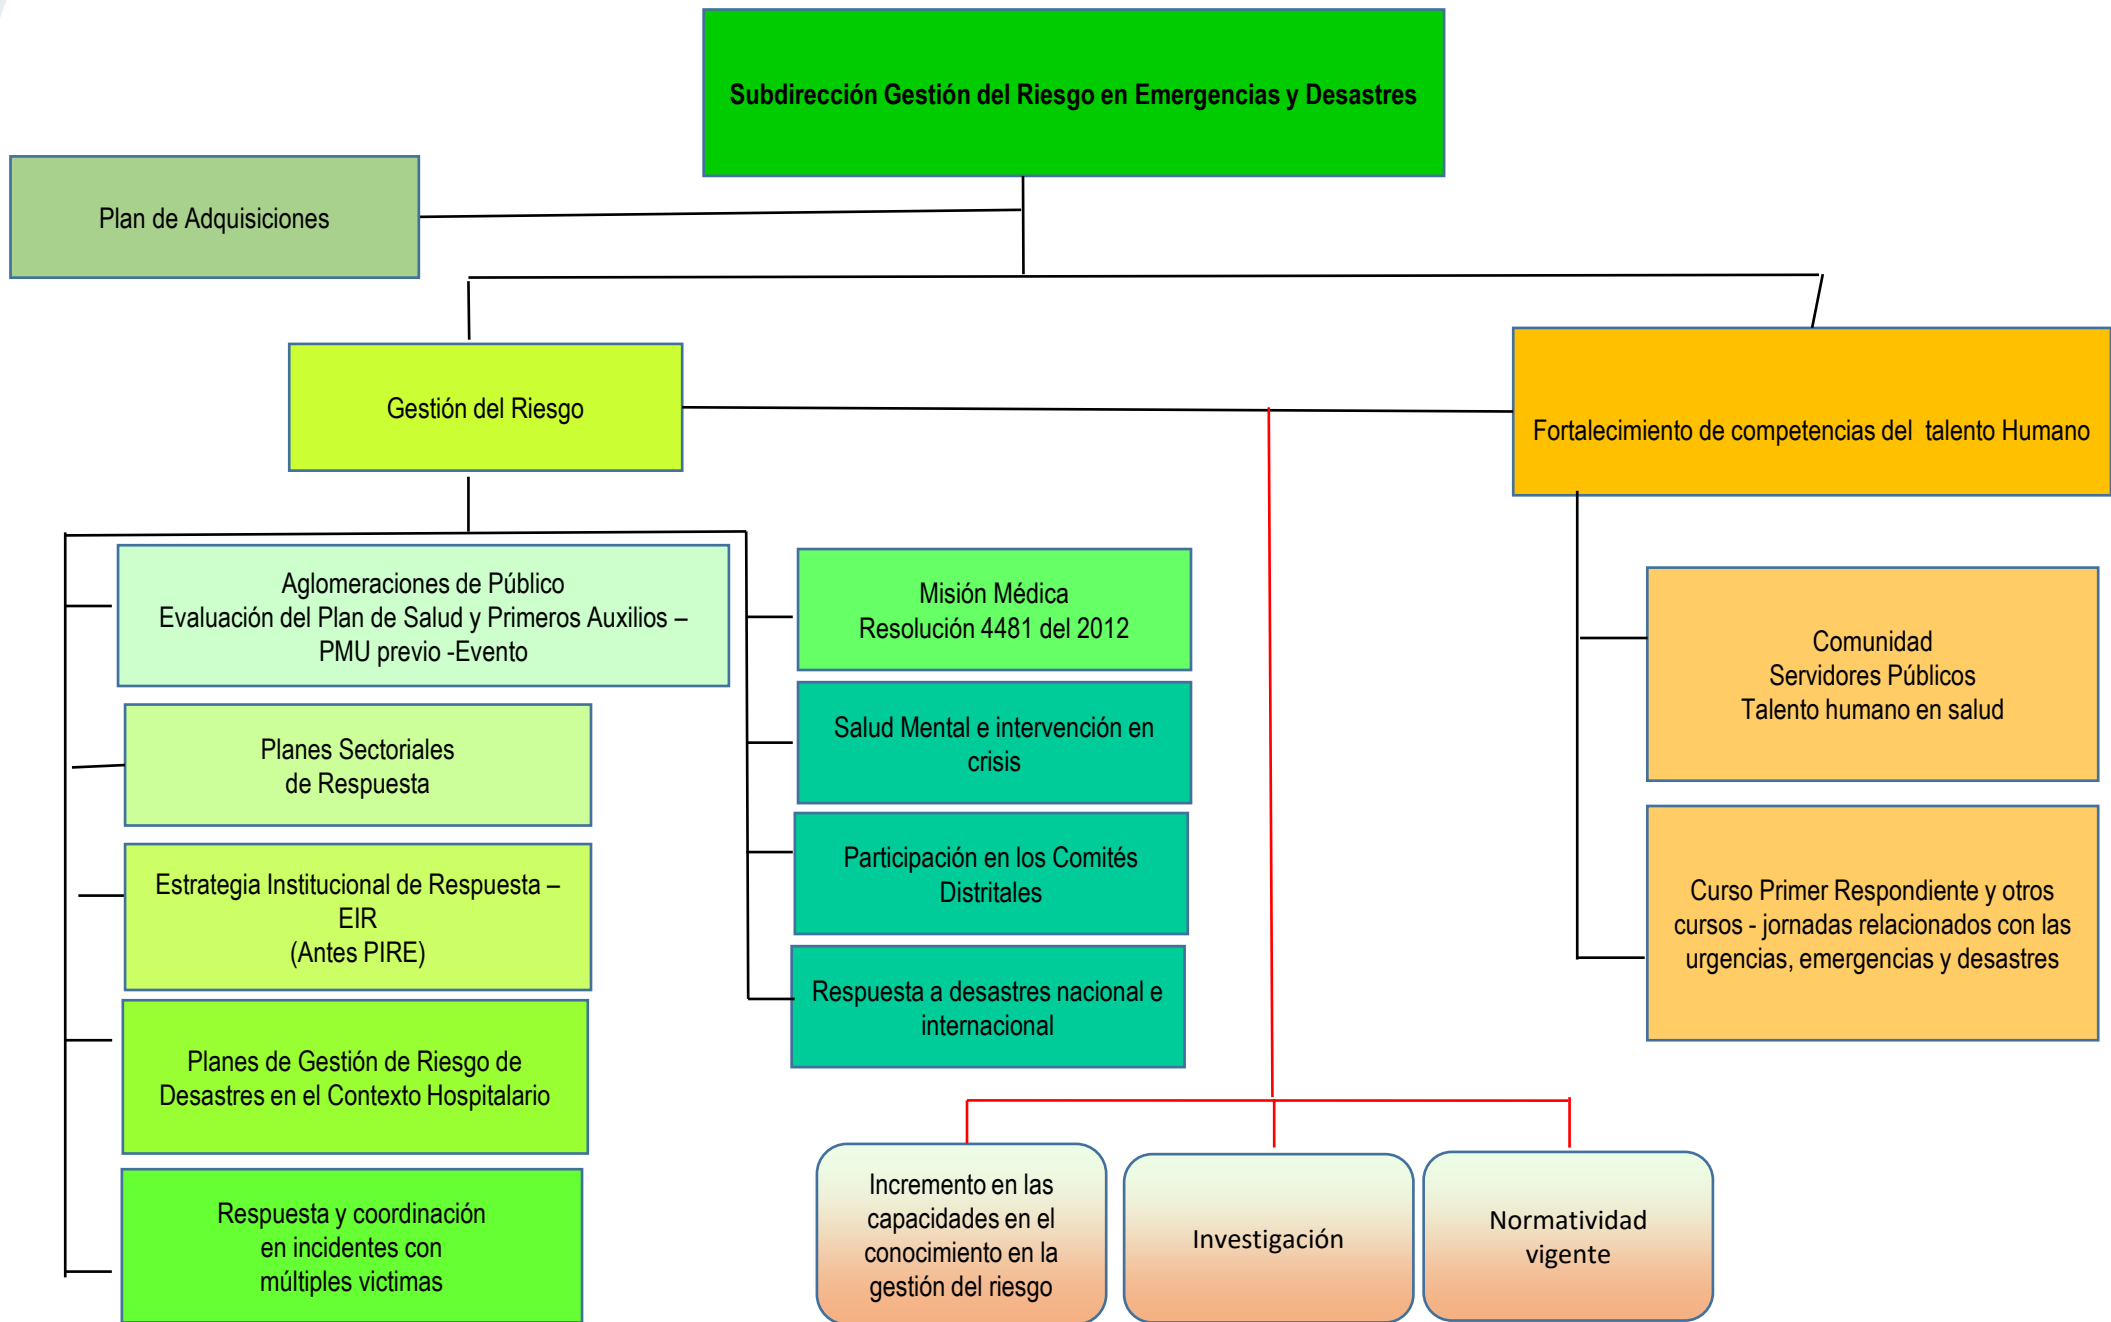 Subdirección Gestión del Riesgo en Emergencias y Desastres
Plan de Adquisiciones
Gestión del Riesgo
Fortalecimiento de competencias del talento Humano
Aglomeraciones de Público
Evaluación del Plan de Salud y Primeros Auxilios –
PMU previo -Evento
Planes Sectoriales
de Respuesta
Estrategia Institucional de Respuesta –
EIR
(Antes PIRE)
Planes de Gestión de Riesgo de
Desastres en el Contexto Hospitalario
Respuesta y coordinación
en incidentes con
múltiples victimas
Misión Médica
Resolución 4481 del 2012
Salud Mental e intervención en
crisis
Participación en los Comités
Distritales
Respuesta a desastres nacional e
internacional
Comunidad
Servidores Públicos
Talento humano en salud
Curso Primer Respondiente y otros
cursos - jornadas relacionados con las
urgencias, emergencias y desastres
Incremento en las
capacidades en el
conocimiento en la
gestión del riesgo
Investigación
Normatividad
vigente